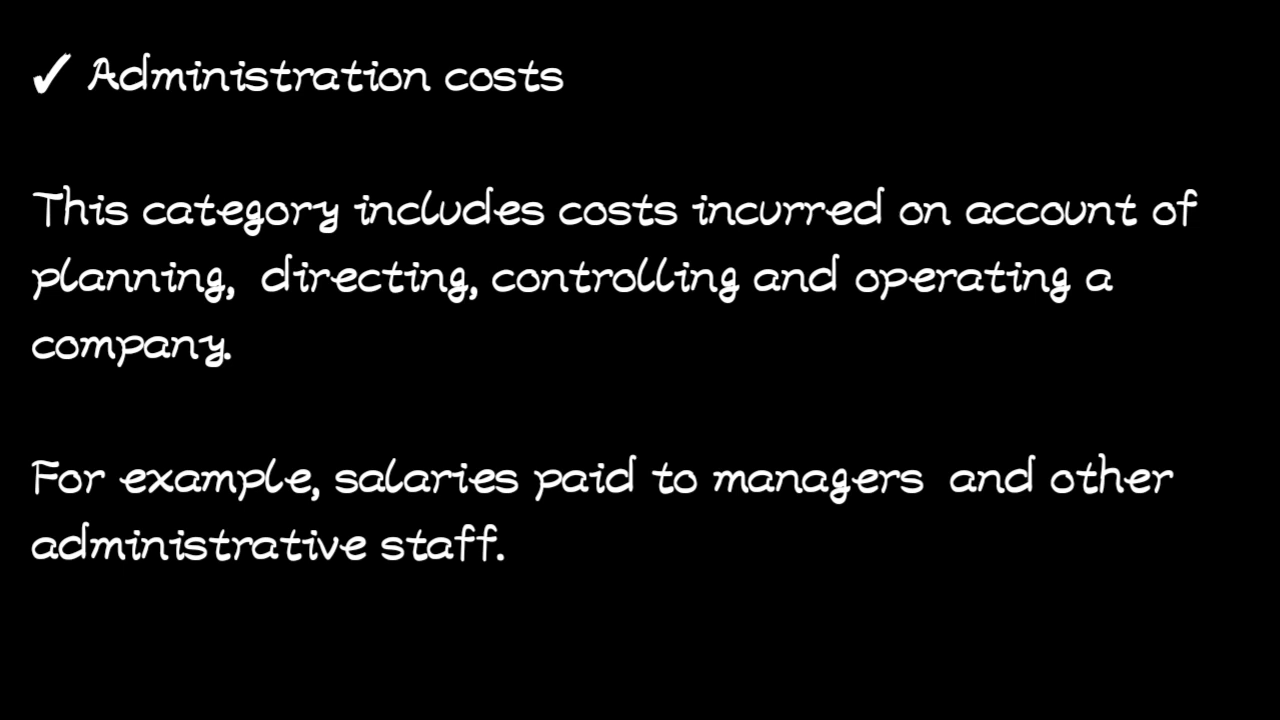 ✓ Administration costs
This category includes costs incurred on account of
planning,  directing, controlling and operating a
company.
For example, salaries paid to managers  and other
administrative staff.